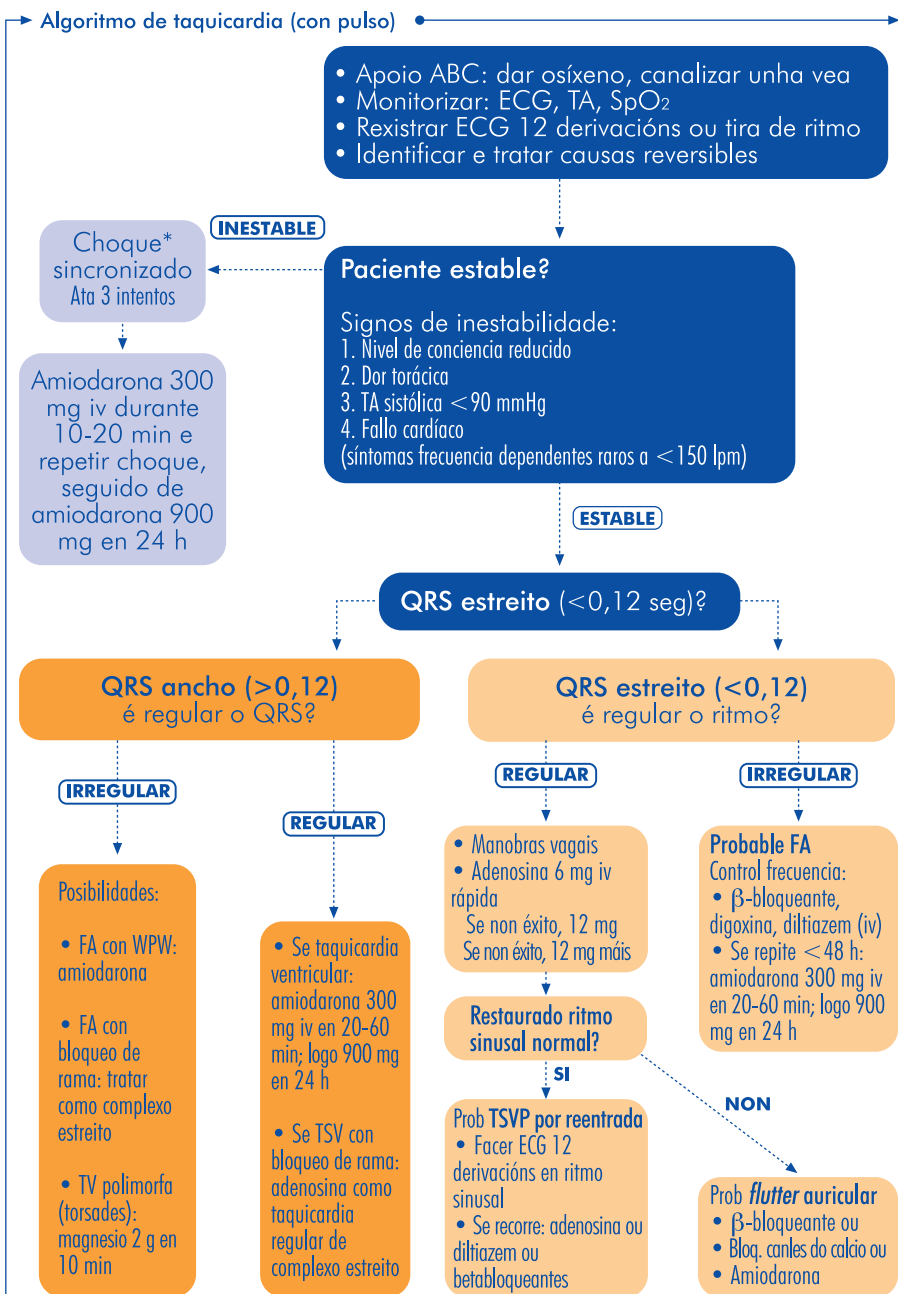 Algoritmo de taquicardia (con pulso)
• Apoio ABC: dar osíxeno, canalizar unha vea
• Monitorizar: ECG, TA, SpO2
• Rexistrar ECG 12 derivacións ou tira de ritmo
• Identificar e tratar causas reversibles
INESTABLE
Choque*
sincronizado
Ata 3 intentos
Amiodarona 300
mg iv durante
10-20 min e
repetir choque,
seguido de
amiodarona 900
mg en 24 h
Paciente estable?
Signos de inestabilidade:
1. Nivel de conciencia reducido
2. Dor torácica
3. TA sistólica <90 mmHg
4. Fallo cardíaco
(síntomas frecuencia dependentes raros a <150 lpm)
ESTABLE
QRS estreito (<0,12 seg)?
QRS ancho (>0,12)
é regular o QRS?
IRREGULAR
Posibilidades:
• FA con WPW:
amiodarona
• FA con
bloqueo de
rama: tratar
como complexo
estreito
• TV polimorfa
(torsades):
magnesio 2 g en
10 min
REGULAR
• Se taquicardia
ventricular:
amiodarona 300
mg iv en 20-60
min; logo 900 mg
en 24 h
• Se TSV con
bloqueo de rama:
adenosina como
taquicardia
regular de
complexo estreito
QRS estreito (<0,12)
é regular o ritmo?
REGULAR
• Manobras vagais
• Adenosina 6 mg iv
rápida
Se non éxito, 12 mg
Se non éxito, 12 mg máis
Restaurado ritmo
sinusal normal?
SI
Prob TSVP por reentrada
• Facer ECG 12
derivacións en ritmo
sinusal
• Se recorre: adenosina ou
diltiazem ou
betabloqueantes
IRREGULAR
Probable FA
Control frecuencia:
• β-bloqueante,
digoxina, diltiazem (iv)
• Se repite <48 h:
amiodarona 300 mg iv
en 20-60 min; logo 900
mg en 24 h
NON
Prob flutter auricular
• β-bloqueante ou
• Bloq. canles do calcio ou
• Amiodarona